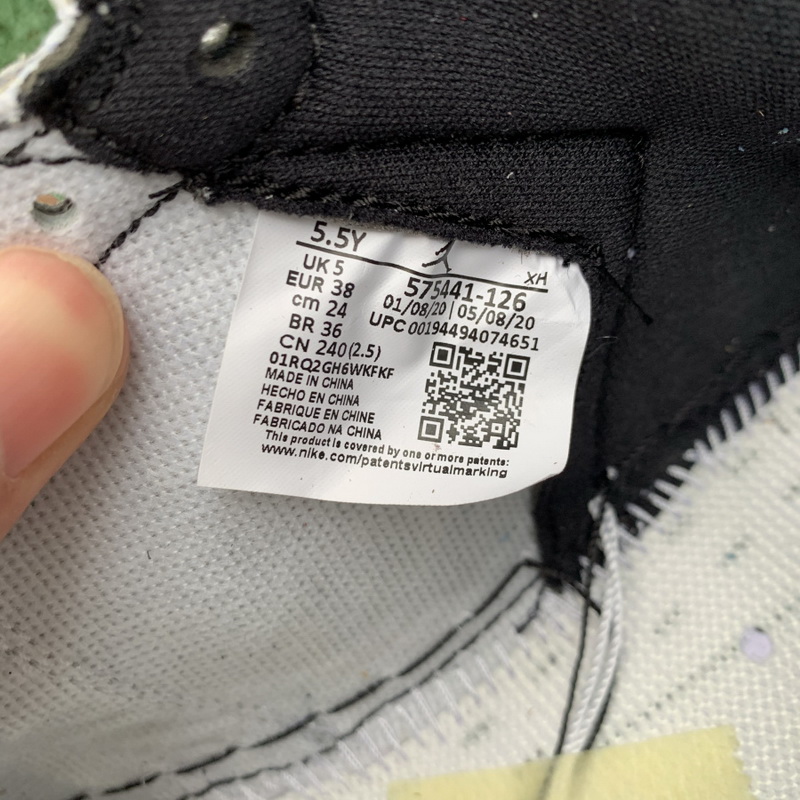 5.5Y
XH
UK 5
EUR 38
cm 24
BR 36
CN 240(2.5)
575441-126
01/08/20 | 05/08/20
UPC 00194494074651
01RQ2GH6WKFKF
MADE IN CHINA
HECHO EN CHINA
FABRIQUE EN CHINE
FABRICADO NA CHINA
This product is covered by one or more patents:
www.nike.com/patentsvirtualmarking